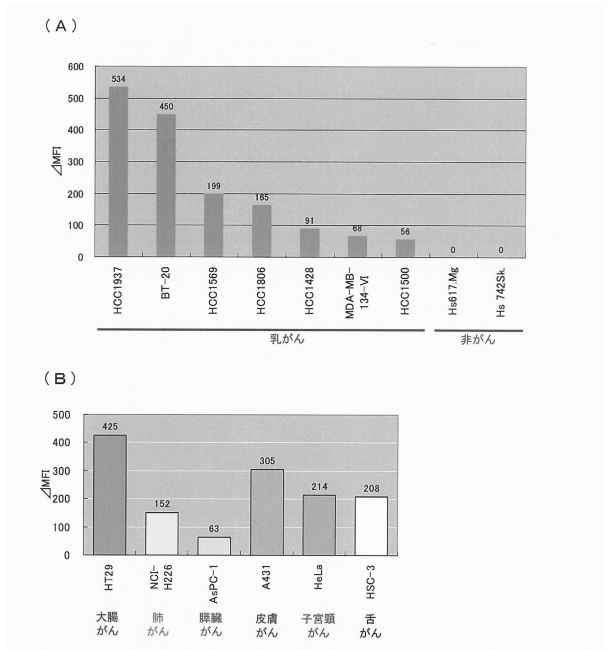 (A)
⊿MFI
600
500
400
300
200
100
0
534
450
199
165
91
68
56
0
0
HCC1937
BT-20
HCC1569
HCC1806
HCC1428
MDA-MB-
134-VI
HCC1500
Hs617.Mg
Hs 742Sk.
乳がん
非がん
(B)
⊿MFI
500
400
300
200
100
0
425
152
63
305
214
208
HT29
NCI-
H226
AsPC-1
A431
HeLa
HSC-3
大腸
がん
肺
がん
膵臓
がん
皮膚
がん
子宮頸
がん
舌
がん